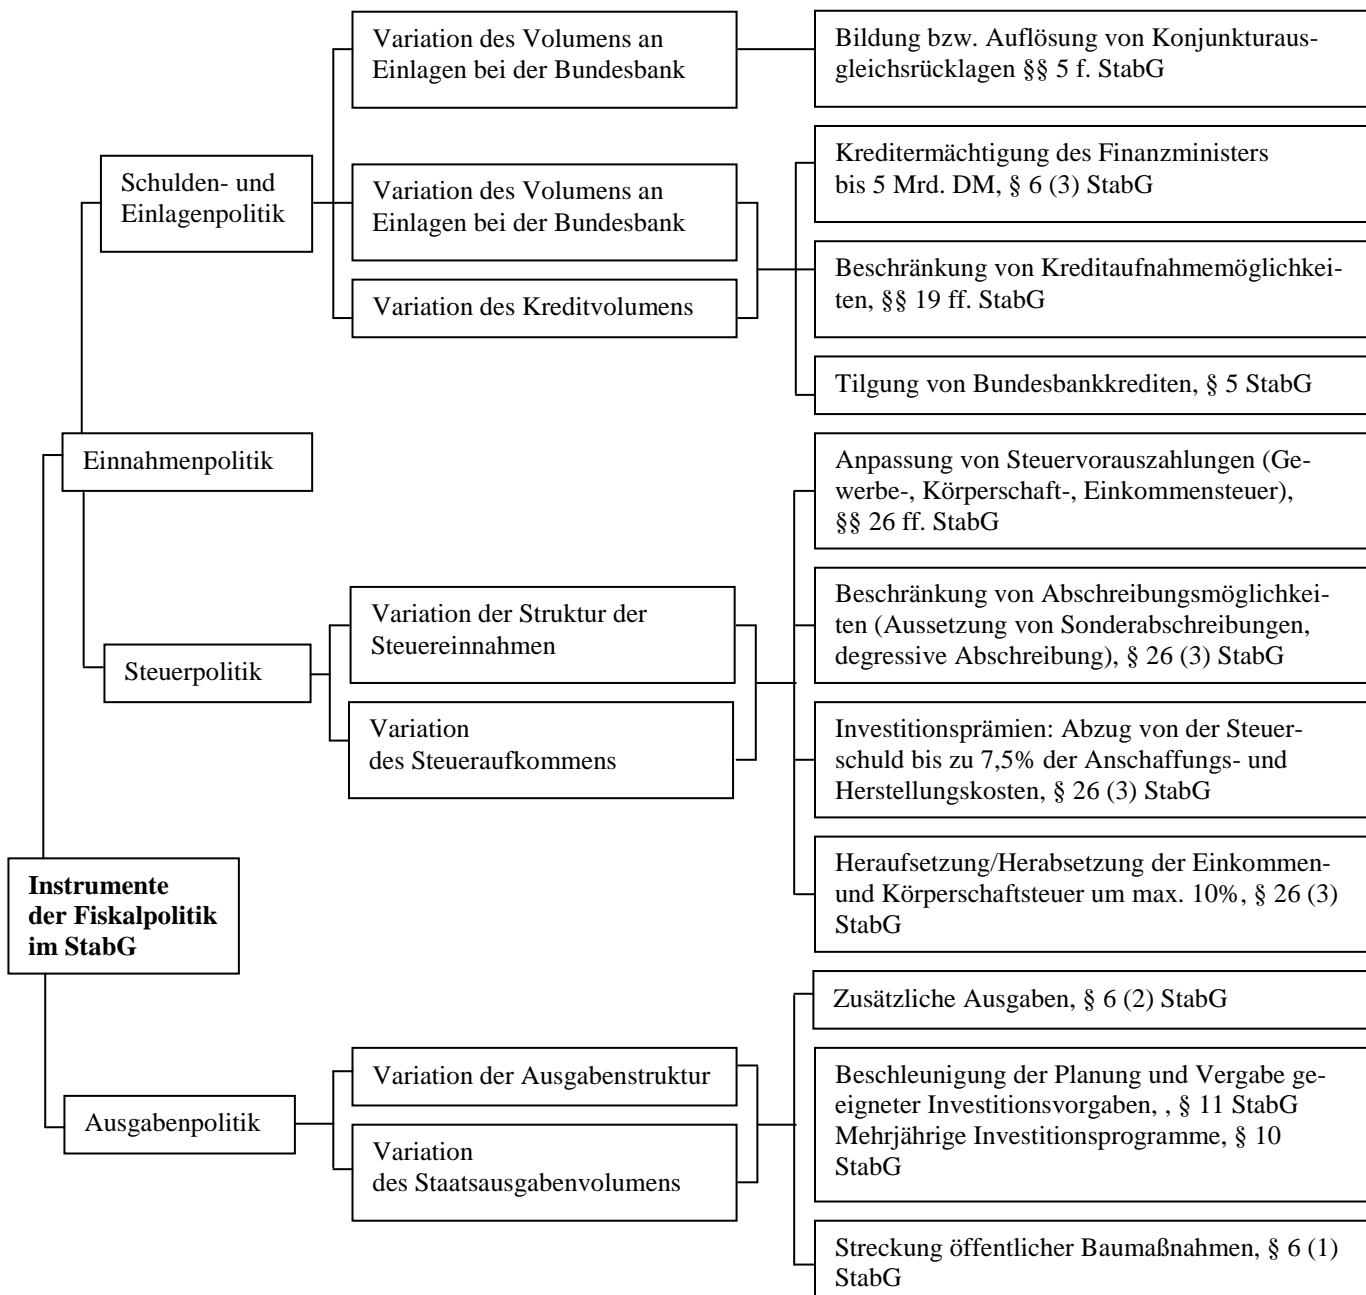 Variation des Volumens an
Einlagen bei der Bundesbank
Bildung bzw. Auflösung von Konjunkturaus-
gleichsrücklagen §§ 5 f. StabG
Schulden- und
Einlagenpolitik
Variation des Volumens an
Einlagen bei der Bundesbank
Variation des Kreditvolumens
Kreditermächtigung des Finanzministers
bis 5 Mrd. DM, § 6 (3) StabG
Beschränkung von Kreditaufnahmemöglichkei-
ten, §§ 19 ff. StabG
Tilgung von Bundesbankkrediten, § 5 StabG
Einnahmenpolitik
Anpassung von Steuervorauszahlungen (Ge-
werbe-, Körperschaft-, Einkommensteuer),
§§ 26 ff. StabG
Steuerpolitik
Variation der Struktur der
Steuereinnahmen
Variation
des Steueraufkommens
Beschränkung von Abschreibungsmöglichkei-
ten (Aussetzung von Sonderabschreibungen,
degressive Abschreibung), § 26 (3) StabG
Investitionsprämien: Abzug von der Steuer-
schuld bis zu 7,5% der Anschaffungs- und
Herstellungskosten, § 26 (3) StabG
Heraufsetzung/Herabsetzung der Einkommen-
und Körperschaftsteuer um max. 10%, § 26 (3)
StabG
Instrumente
der Fiskalpolitik
im StabG
Ausgabenpolitik
Variation der Ausgabenstruktur
Variation
des Staatsausgabenvolumens
Zusätzliche Ausgaben, § 6 (2) StabG
Beschleunigung der Planung und Vergabe ge-
eigneter Investitionsvorgaben, , § 11 StabG
Mehrjährige Investitionsprogramme, § 10
StabG
Streckung öffentlicher Baumaßnahmen, § 6 (1)
StabG